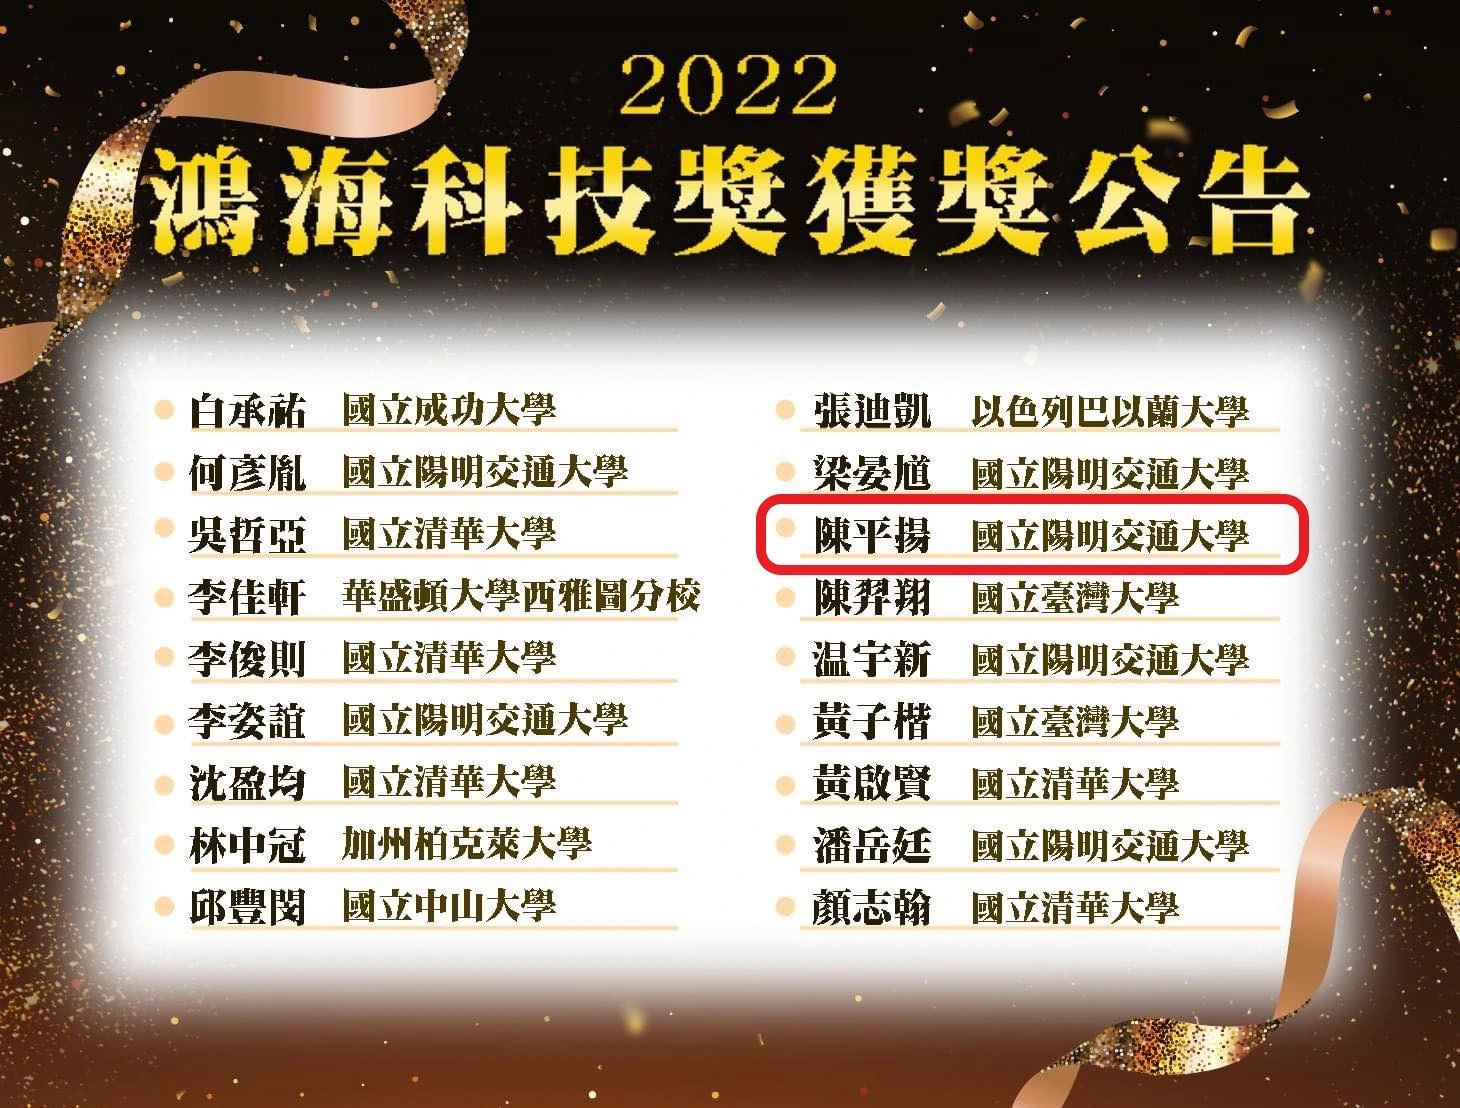 2022
鴻海科技獎獲獎公告
白承祐 國立成功大學
何彥胤 國立陽明交通大學
吳哲亞 國立清華大學
李佳軒 華盛頓大學西雅圖分校
李俊則 國立清華大學
李姿誼 國立陽明交通大學
沈盈均 國立清華大學
林中冠 加州柏克萊大學
邱豐閔 國立中山大學
張迪凱 以色列巴以蘭大學
梁晏馗 國立陽明交通大學
陳平揚 國立陽明交通大學
陳羿翔 國立臺灣大學
温宇新 國立陽明交通大學
黃子楷 國立臺灣大學
黃啟賢 國立清華大學
潘岳廷 國立陽明交通大學
顏志翰 國立清華大學